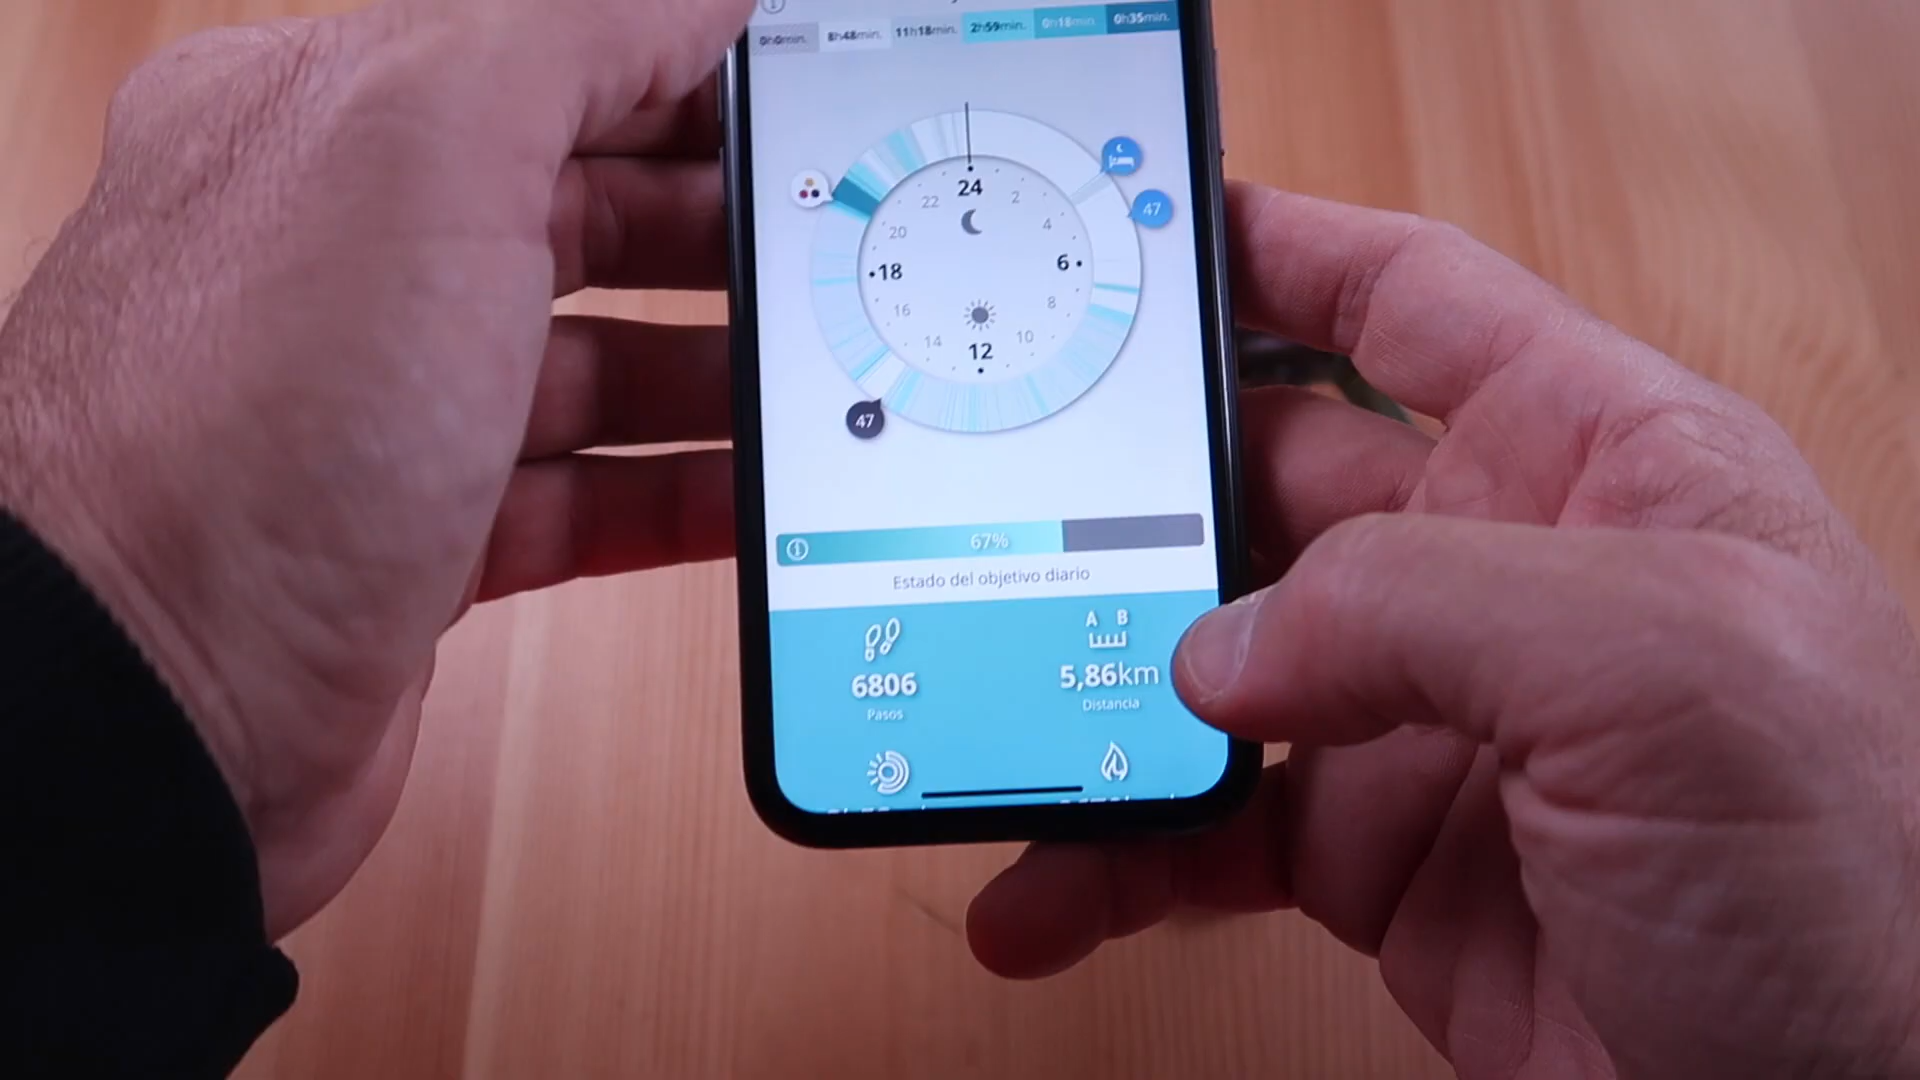 0h0min. 8h48min. 11h18min. 2h59min. 0h18min. 0h35min.
24
22 2
20 4
18 6
16 8
14 10
12
47
47
67%
Estado del objetivo diario
A B
6806 5,86km
Pasos Distancia